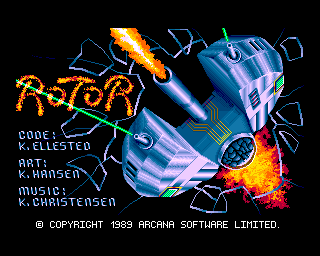 ROTOR
CODE:
K.ELLESTED
ART:
K.HANSEN
MUSIC:
K.CHRISTENSEN
© COPYRIGHT 1989 ARCANA SOFTWARE LIMITED.